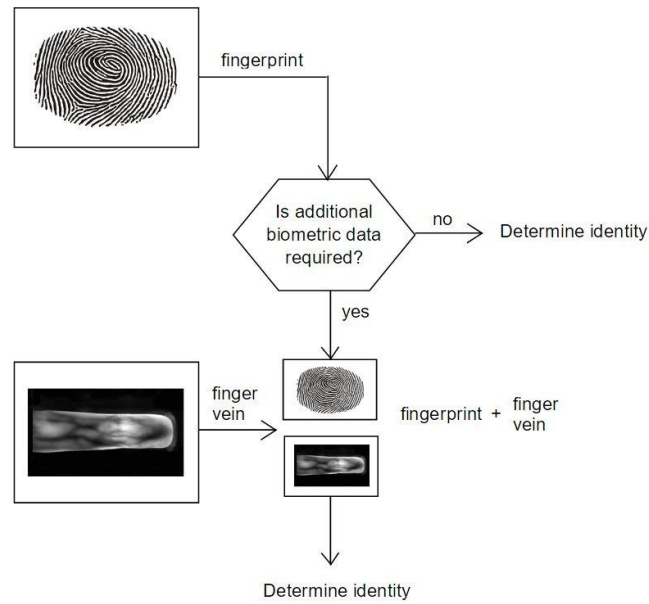 fingerprint
Is additional
biometric data
required?
no
Determine identity
yes
finger
vein
fingerprint + finger
vein
Determine identity